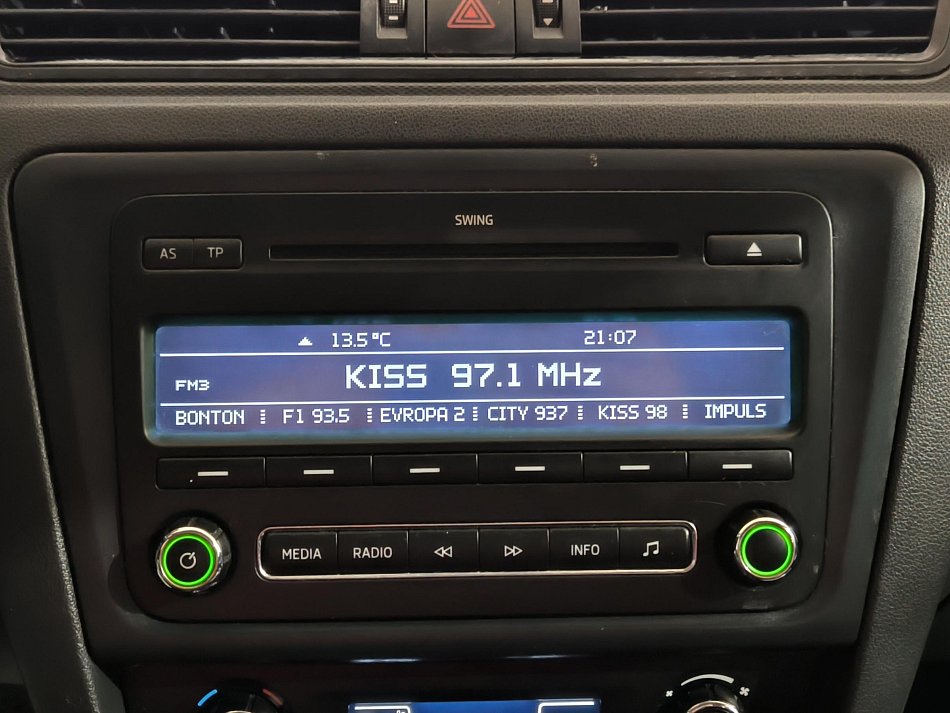 SWING
AS TP
13.5°C 21:07
FM3 KISS 97.1 MHz
BONTON F1 93.5 EVROPA 2 CITY 937 KISS 98 IMPULS
MEDIA RADIO INFO